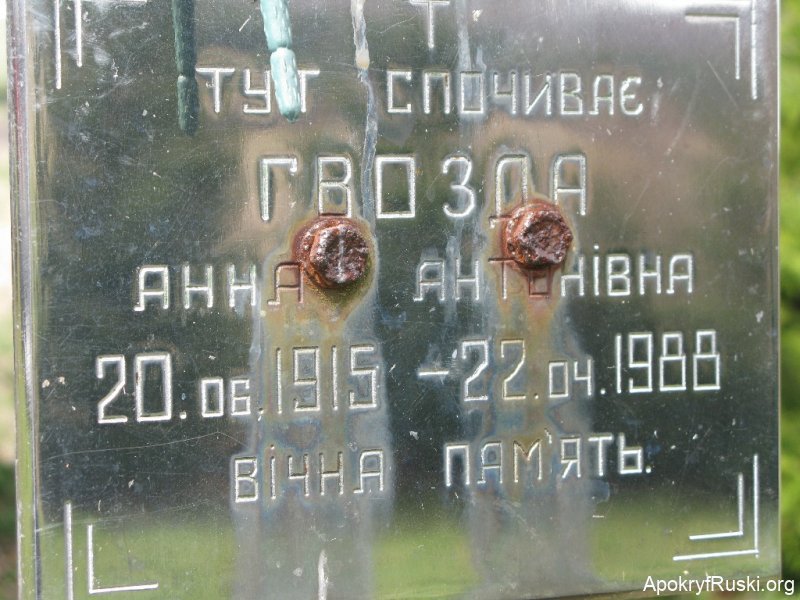 ТУТ СПОЧИВАЄ
ГВОЗДА
АННА АНТОНІВНА
20.06.1915 – 22.04.1988
ВІЧНА ПАМ'ЯТЬ.
ApokryfRuski.org